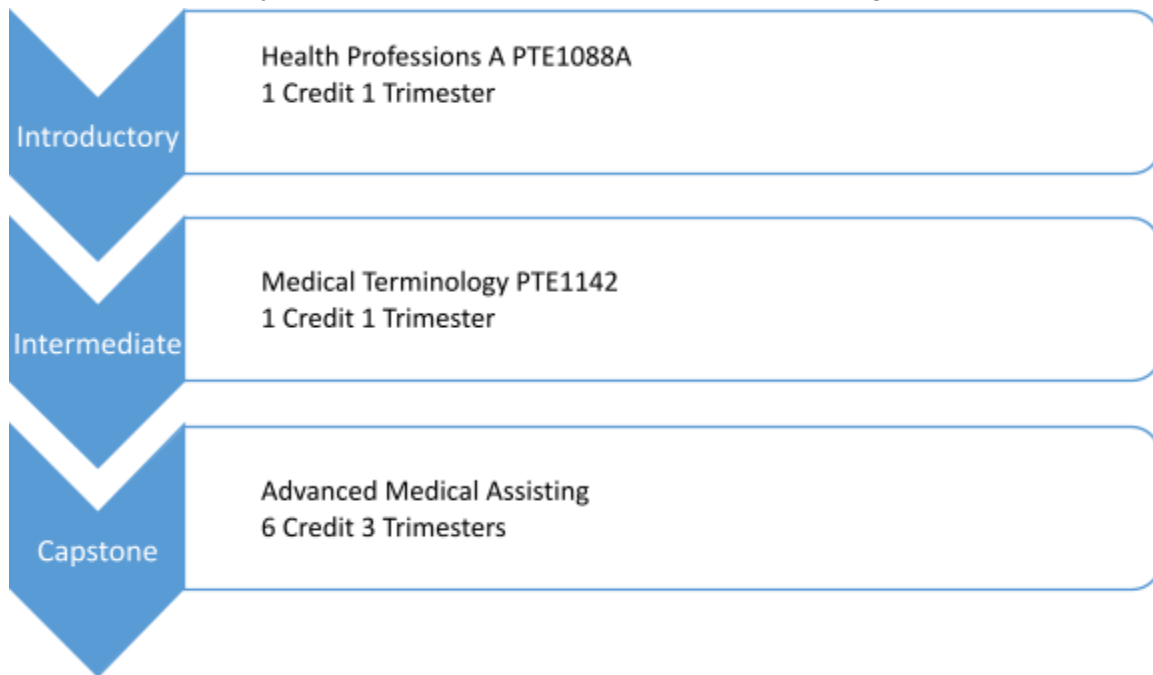 Introductory
Health Professions A PTE1088A
1 Credit 1 Trimester
Intermediate
Medical Terminology PTE1142
1 Credit 1 Trimester
Capstone
Advanced Medical Assisting
6 Credit 3 Trimesters